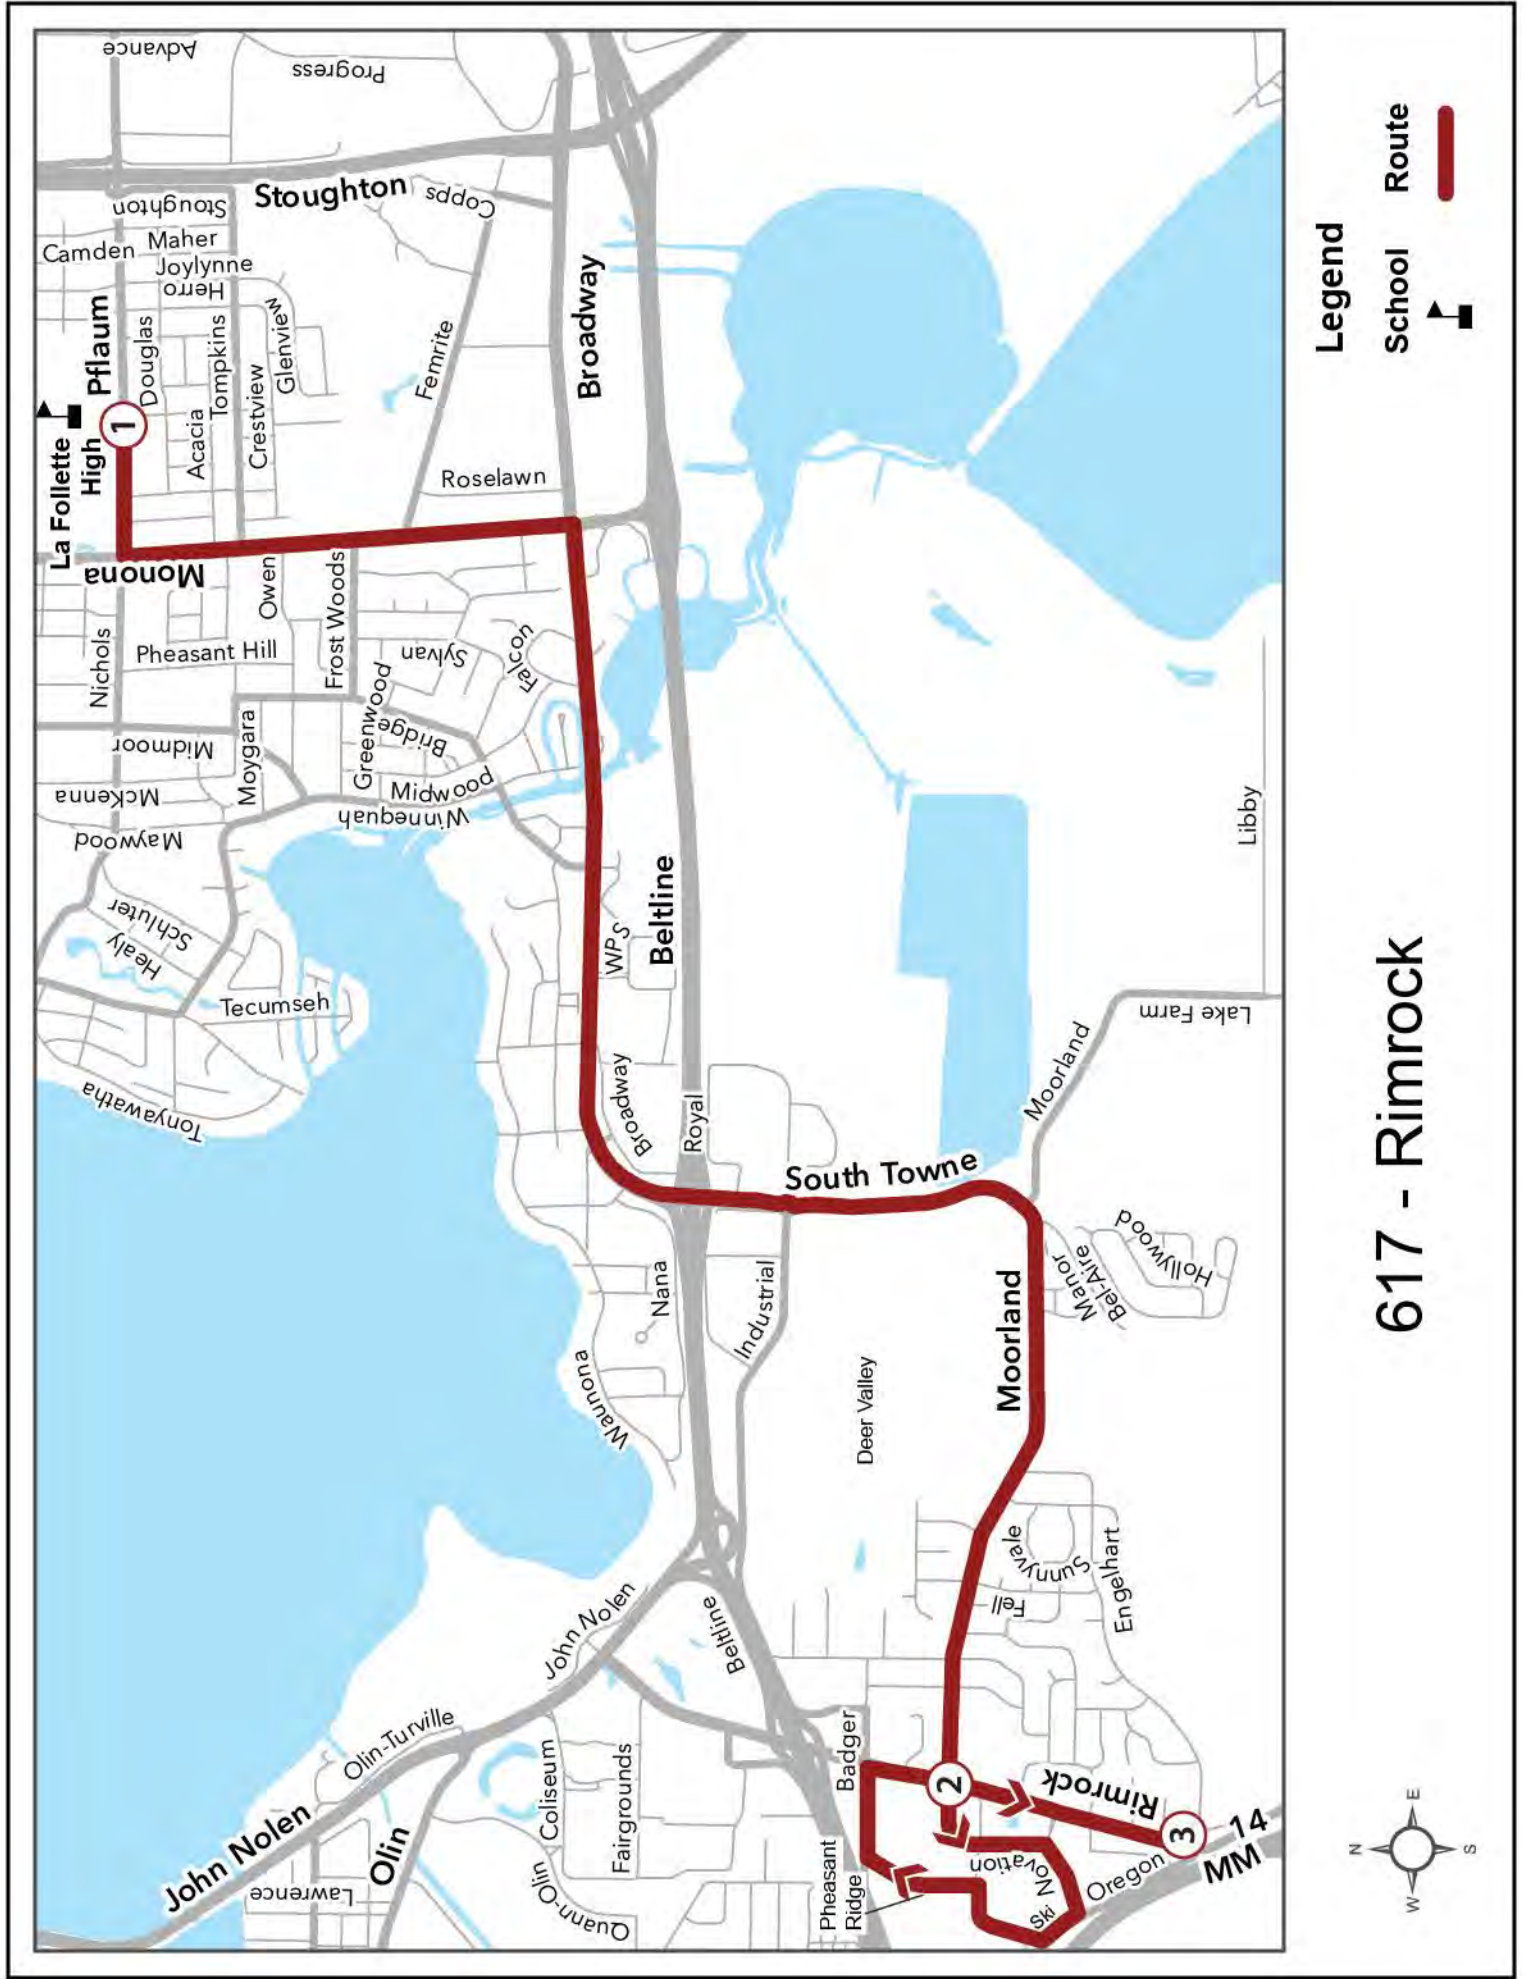 617 - Rimrock
Legend
School
Route
N
W
E
S
John Nolen
Lawrence
Olin
Olin-Turville
Quann-Olin
Coliseum
Fairgrounds
John Nolen
Beltline
Pheasant
Ridge
Badger
Novation
Ski
Oregon
MM
14
Rimrock
2
3
Fell
Sunnyvale
Engelhart
Deer Valley
Moorland
Manor
Bel-Aire
Hollywood
Industrial
Nana
Waunona
South Towne
Royal
Broadway
Moorland
Lake Farm
Libby
Beltline
WPS
Tonyawatha
Tecumseh
Healy
Schluter
Maywood
McKenna
Midmoor
Nichols
Moygara
Pheasant Hill
Winnequah
Midwood
Greenwood
Bridge
Frost Woods
Owen
Sylvan
Falcon
Monona
La Follette
High
1
Pflaum
Douglas
Acacia
Tompkins
Crestview
Glenview
Herro
Joylynne
Maher
Camden
Stoughton
Stoughton
Roselawn
Femrite
Copps
Broadway
Progress
Advance